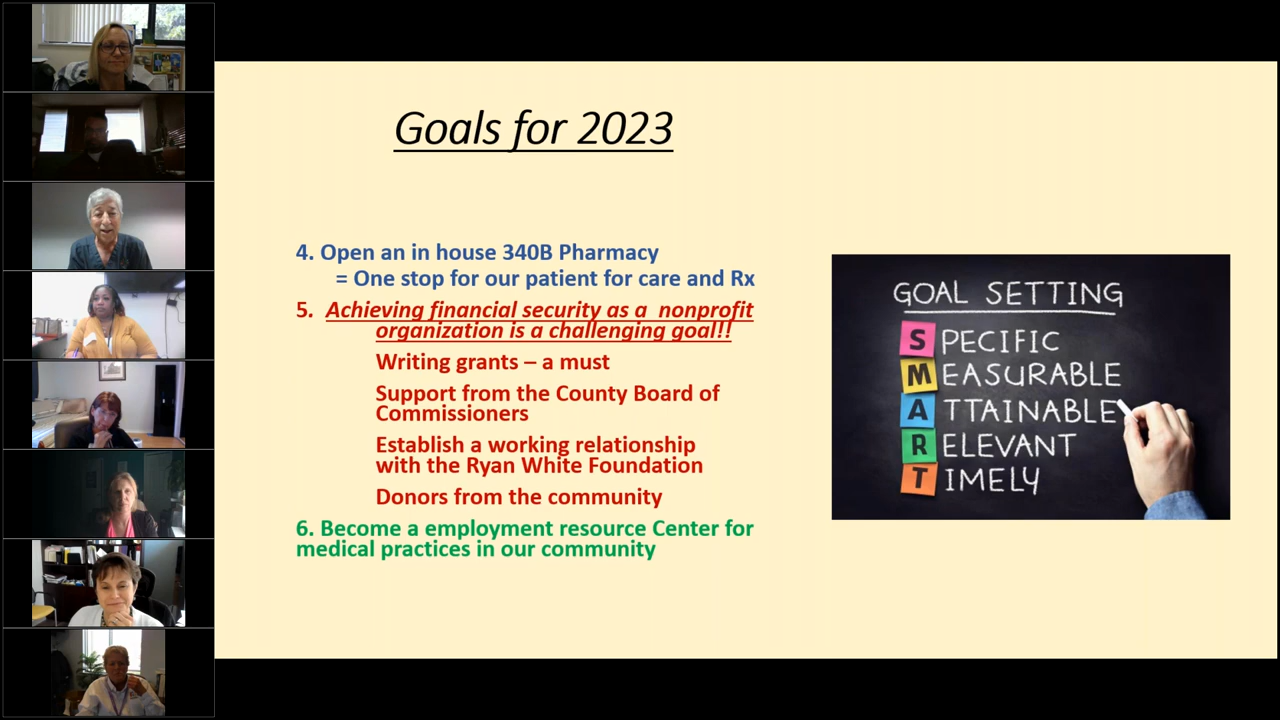 Goals for 2023
4. Open an in house 340B Pharmacy
= One stop for our patient for care and Rx
5. Achieving financial security as a nonprofit
organization is a challenging goal!!
Writing grants – a must
Support from the County Board of
Commissioners
Establish a working relationship
with the Ryan White Foundation
Donors from the community
6. Become a employment resource Center for
medical practices in our community
GOAL SETTING
SPECIFIC
MEASURABLE
ATTAINABLE
RELEVANT
TIMELY